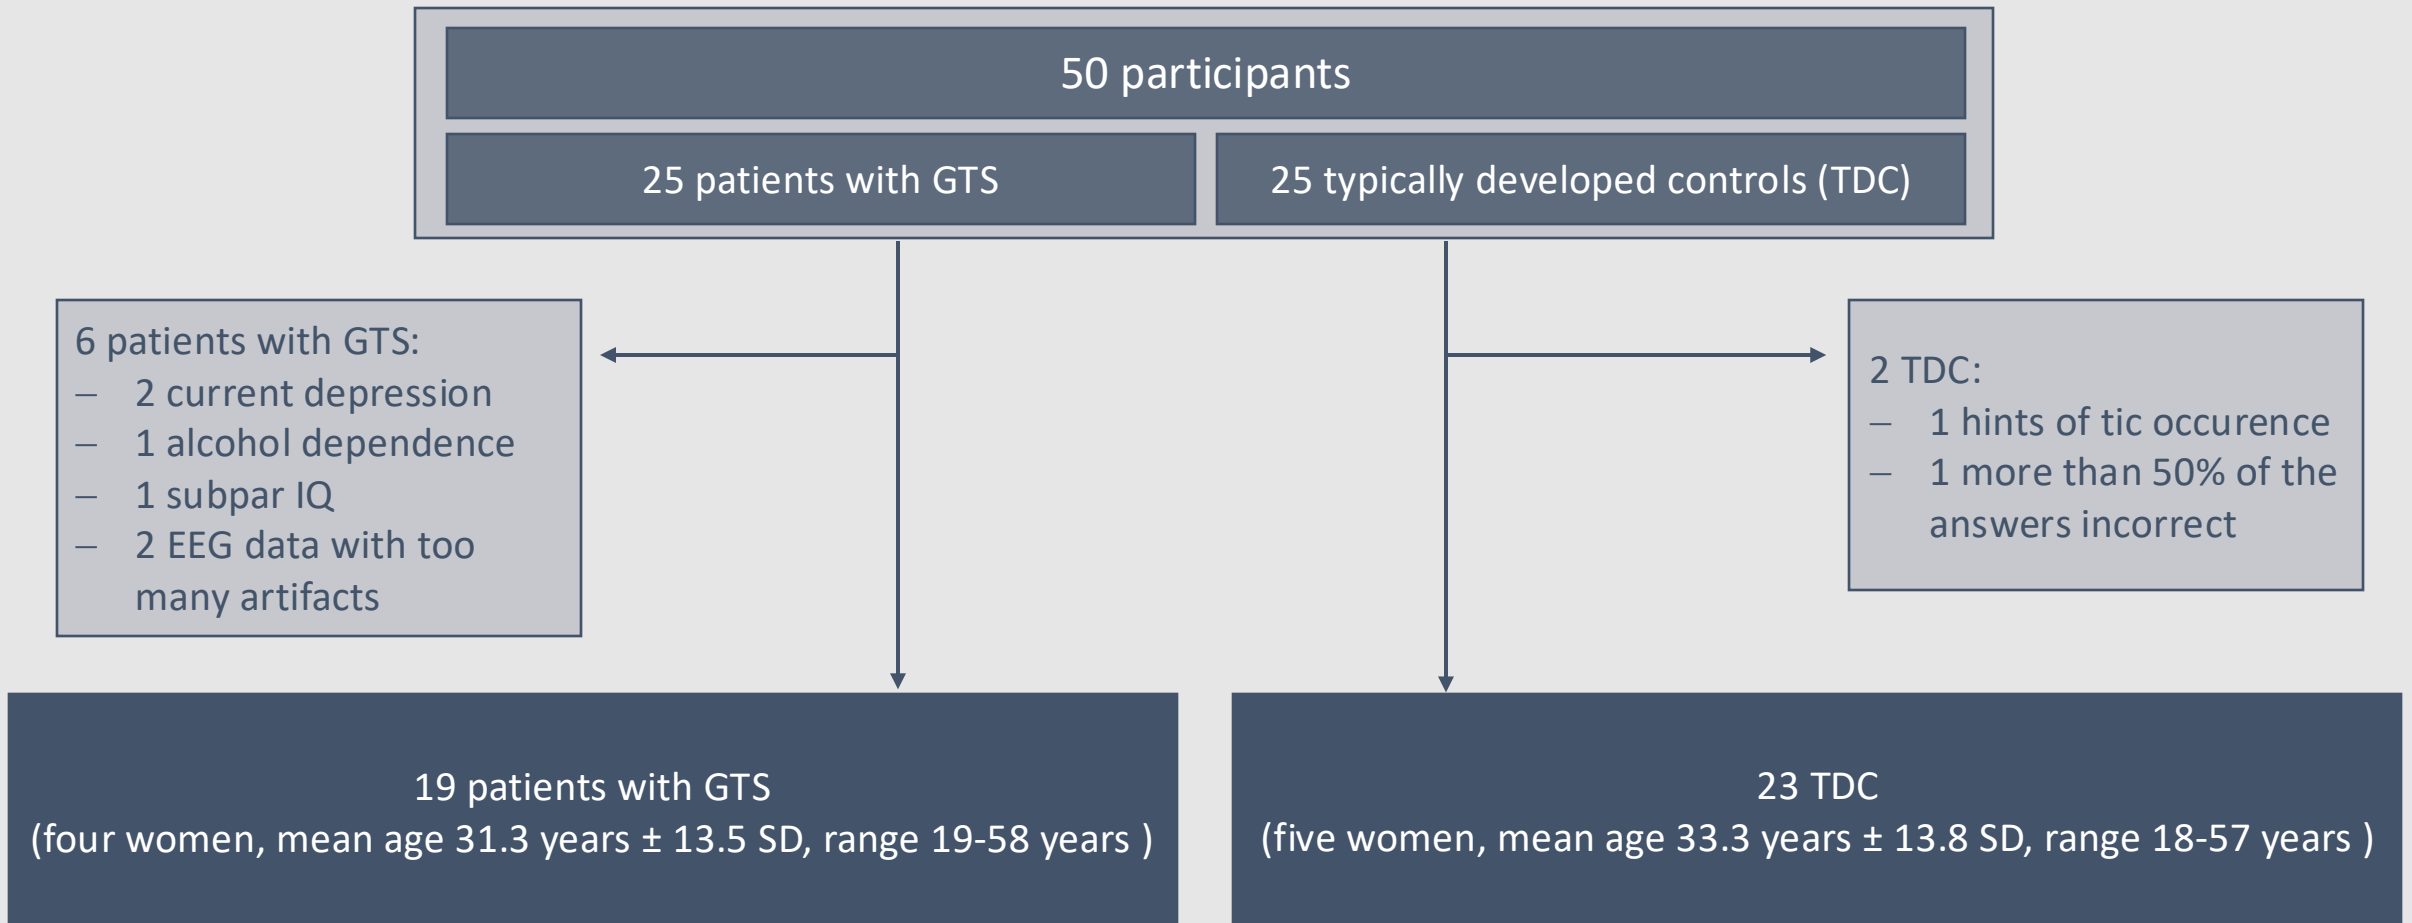 50 participants
25 patients with GTS
25 typically developed controls (TDC)
6 patients with GTS:
– 2 current depression
– 1 alcohol dependence
– 1 subpar IQ
– 2 EEG data with too
many artifacts
2 TDC:
– 1 hints of tic occurence
– 1 more than 50% of the
answers incorrect
19 patients with GTS
(four women, mean age 31.3 years ± 13.5 SD, range 19-58 years )
23 TDC
(five women, mean age 33.3 years ± 13.8 SD, range 18-57 years )